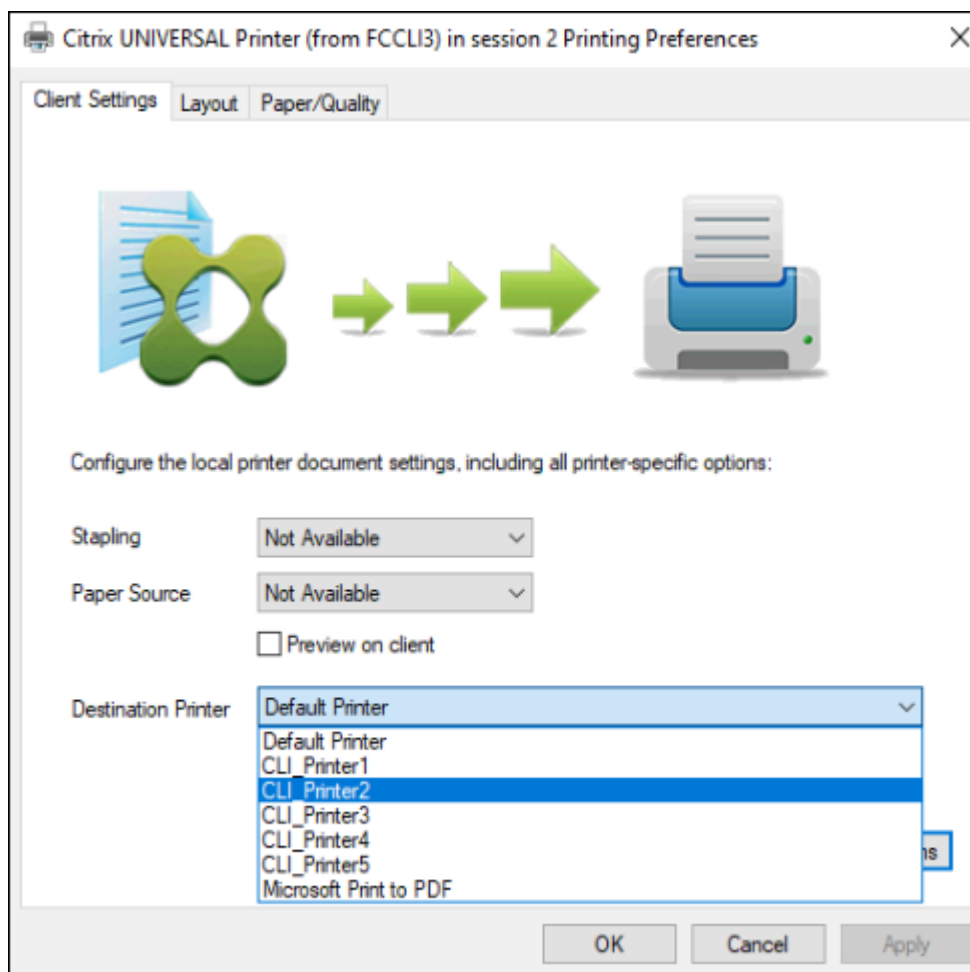 Citrix UNIVERSAL Printer (from FCCLI3) in session 2 Printing Preferences
Client Settings Layout Paper/Quality
Configure the local printer document settings, including all printer-specific options:
Stapling Not Available
Paper Source Not Available
Preview on client
Destination Printer Default Printer
Default Printer
CLI_Printer1
CLI_Printer2
CLI_Printer3
CLI_Printer4
CLI_Printer5
Microsoft Print to PDF
OK Cancel Apply